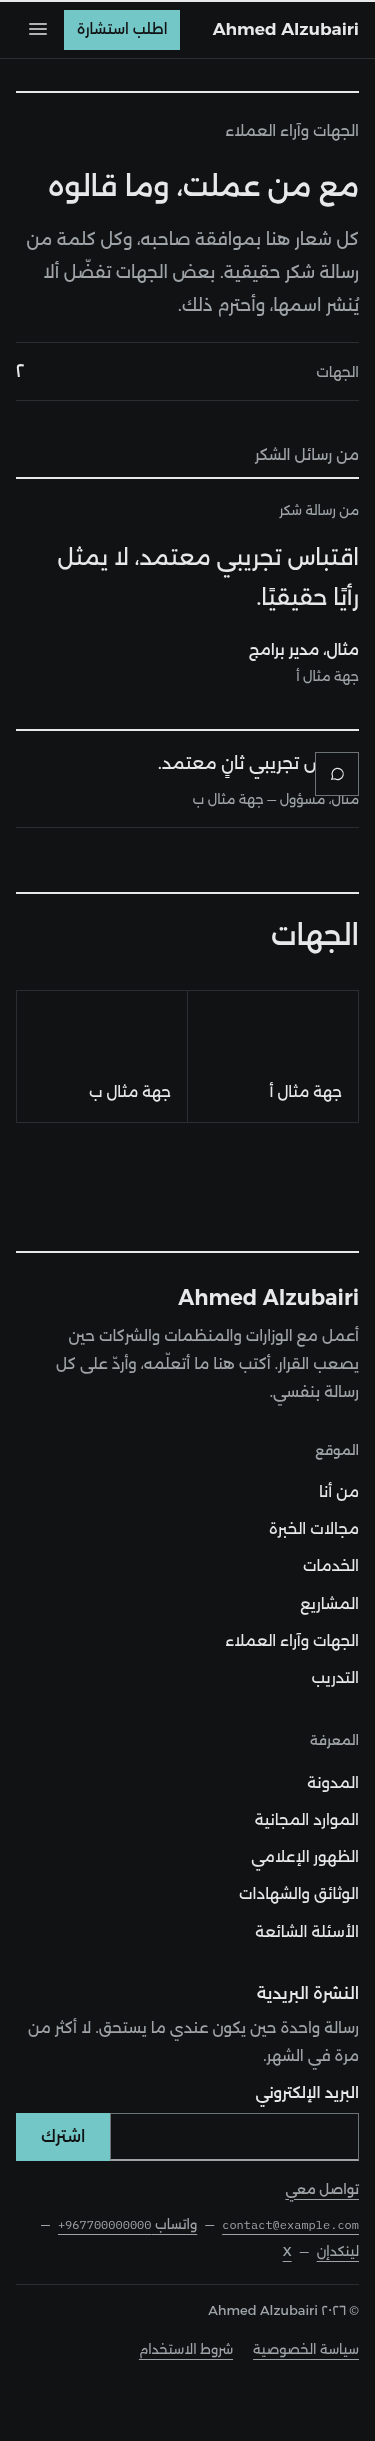 Ahmed Alzubairi
اطلب استشارة
الجهات وآراء العملاء
مع من عملت، وما قالوه
كل شعار هنا بموافقة صاحبه، وكل كلمة من
رسالة شكر حقيقية. بعض الجهات تفضّل ألا
يُنشر اسمها، وأحترم ذلك.
الجهات ٢
من رسائل الشكر
من رسالة شكر
اقتباس تجريبي معتمد، لا يمثل
رأيًا حقيقيًا.
مثال، مدير برامج
جهة مثال أ
تجريبي ثانٍ معتمد.
مثال، مسؤول — جهة مثال ب
الجهات
جهة مثال أ
جهة مثال ب
Ahmed Alzubairi
أعمل مع الوزارات والمنظمات والشركات حين
يصعب القرار. أكتب هنا ما أتعلّمه، وأردّ على كل
رسالة بنفسي.
الموقع
من أنا
مجالات الخبرة
الخدمات
المشاريع
الجهات وآراء العملاء
التدريب
المعرفة
المدونة
الموارد المجانية
الظهور الإعلامي
الوثائق والشهادات
الأسئلة الشائعة
النشرة البريدية
رسالة واحدة حين يكون عندي ما يستحق. لا أكثر من
مرة في الشهر.
البريد الإلكتروني
اشترك
تواصل معي
contact@example.com — واتساب +967700000000 —
لينكدإن — X
© ٢٠٢٦ Ahmed Alzubairi
سياسة الخصوصية شروط الاستخدام